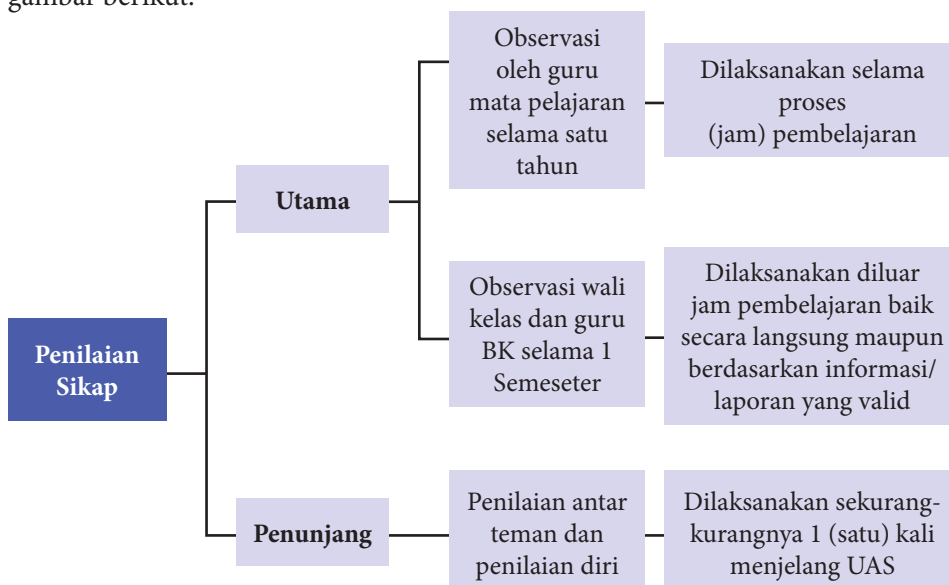 gambar berikut.
Observasi
oleh guru
mata pelajaran
selama satu
tahun
Dilaksanakan selama
proses
(jam) pembelajaran
Utama
Observasi wali
kelas dan guru
BK selama 1
Semeseter
Dilaksanakan diluar
jam pembelajaran baik
secara langsung maupun
berdasarkan informasi/
laporan yang valid
Penilaian
Sikap
Penunjang
Penilaian antar
teman dan
penilaian diri
Dilaksanakan sekurang-
kurangnya 1 (satu) kali
menjelang UAS